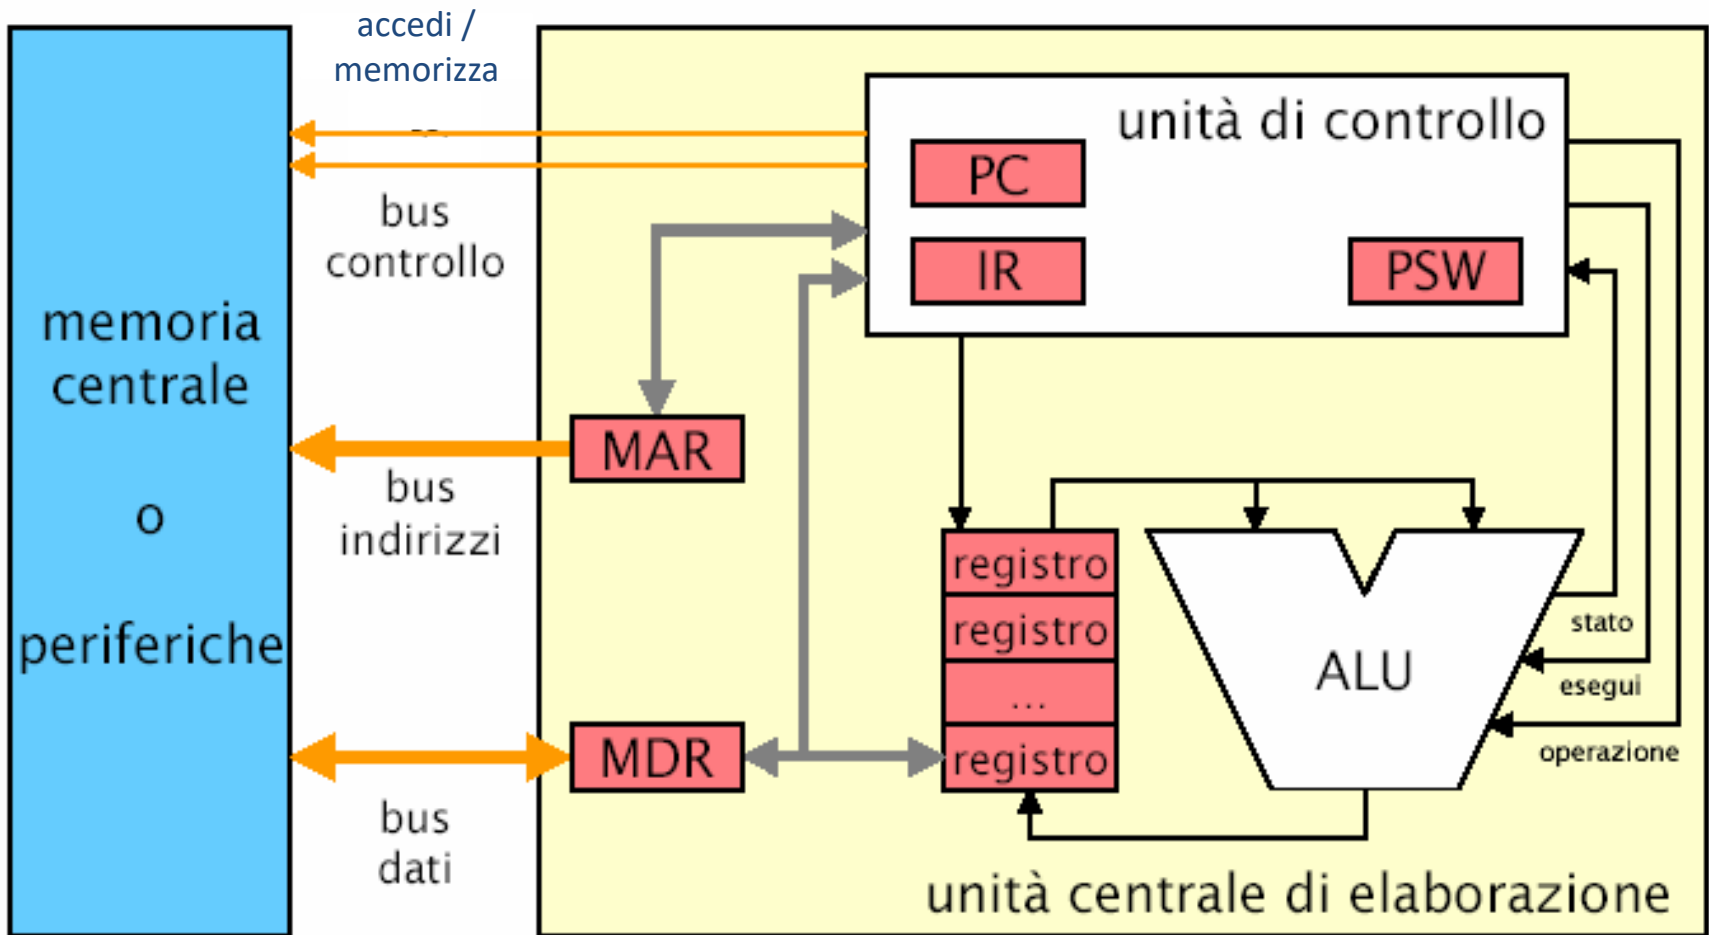 accedi /
memorizza
unità di controllo
PC
bus
controllo
IR
PSW
memoria
centrale
o
periferiche
MAR
bus
indirizzi
registro
registro
...
registro
ALU
stato
esegui
operazione
MDR
bus
dati
unità centrale di elaborazione